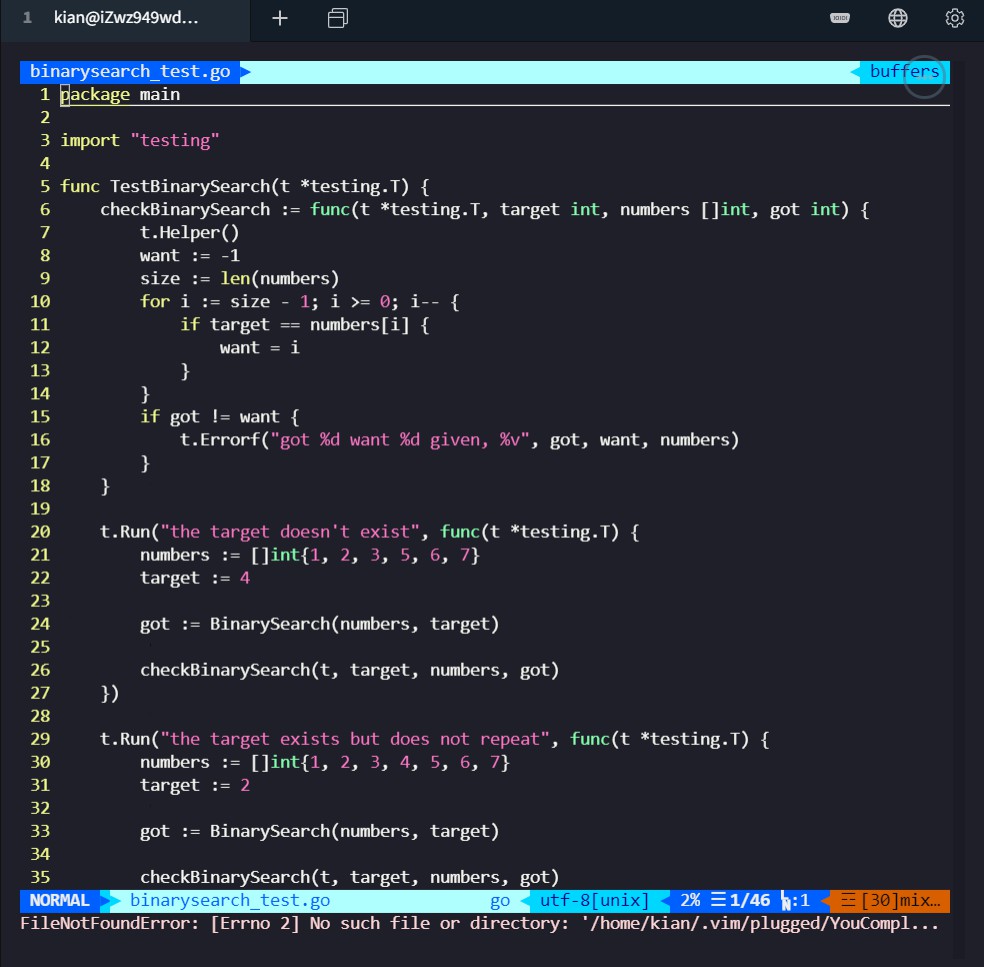 1 kian@iZwz949wd...
binarysearch_test.go buffers
1 package main
2
3 import "testing"
4
5 func TestBinarySearch(t *testing.T) {
6     checkBinarySearch := func(t *testing.T, target int, numbers []int, got int) {
7         t.Helper()
8         want := -1
9         size := len(numbers)
10         for i := size - 1; i >= 0; i-- {
11             if target == numbers[i] {
12                 want = i
13             }
14         }
15         if got != want {
16             t.Errorf("got %d want %d given, %v", got, want, numbers)
17         }
18     }
19
20     t.Run("the target doesn't exist", func(t *testing.T) {
21         numbers := []int{1, 2, 3, 5, 6, 7}
22         target := 4
23
24         got := BinarySearch(numbers, target)
25
26         checkBinarySearch(t, target, numbers, got)
27     })
28
29     t.Run("the target exists but does not repeat", func(t *testing.T) {
30         numbers := []int{1, 2, 3, 4, 5, 6, 7}
31         target := 2
32
33         got := BinarySearch(numbers, target)
34
35         checkBinarySearch(t, target, numbers, got)
NORMAL binarysearch_test.go go utf-8[unix] 2% ☰1/46 :1 ☲[30]mix…
FileNotFoundError: [Errno 2] No such file or directory: '/home/kian/.vim/plugged/YouCompl...